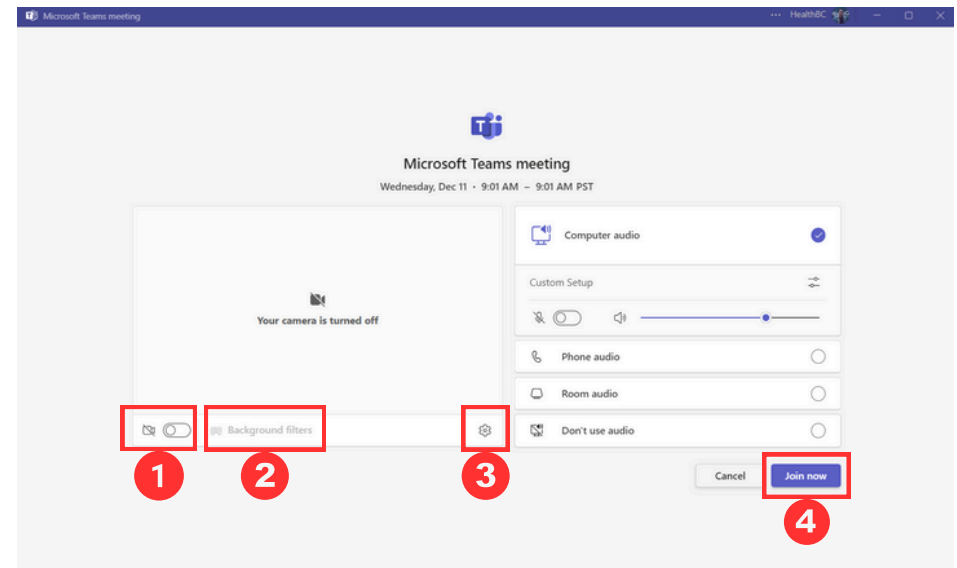 Microsoft Teams meeting
··· HealthBC
Microsoft Teams meeting
Wednesday, Dec 11 · 9:01 AM – 9:01 AM PST
Your camera is turned off
Background filters
Computer audio
Custom Setup
Phone audio
Room audio
Don't use audio
Cancel
Join now
1
2
3
4